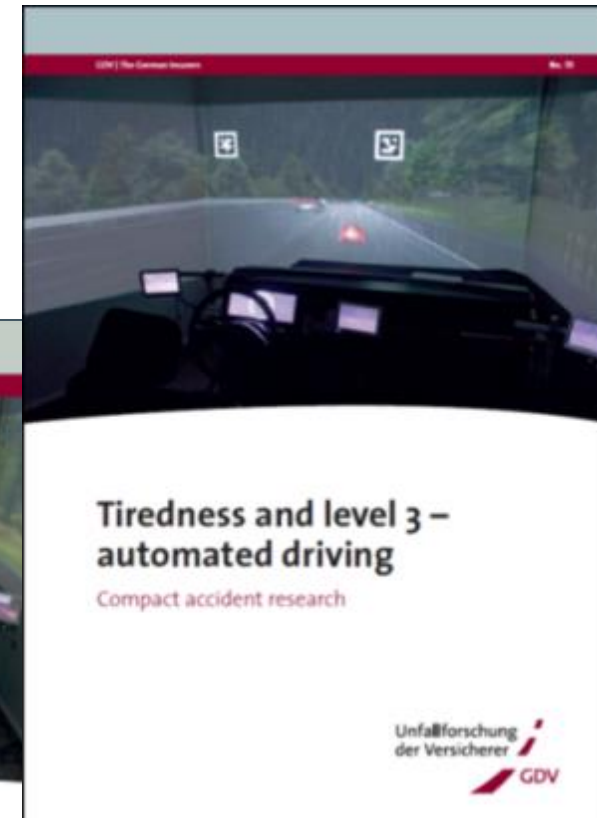 GDV | The German Insurers
Tiredness and level 3 –
automated driving
Compact accident research
Unfallforschung
der Versicherer
GDV